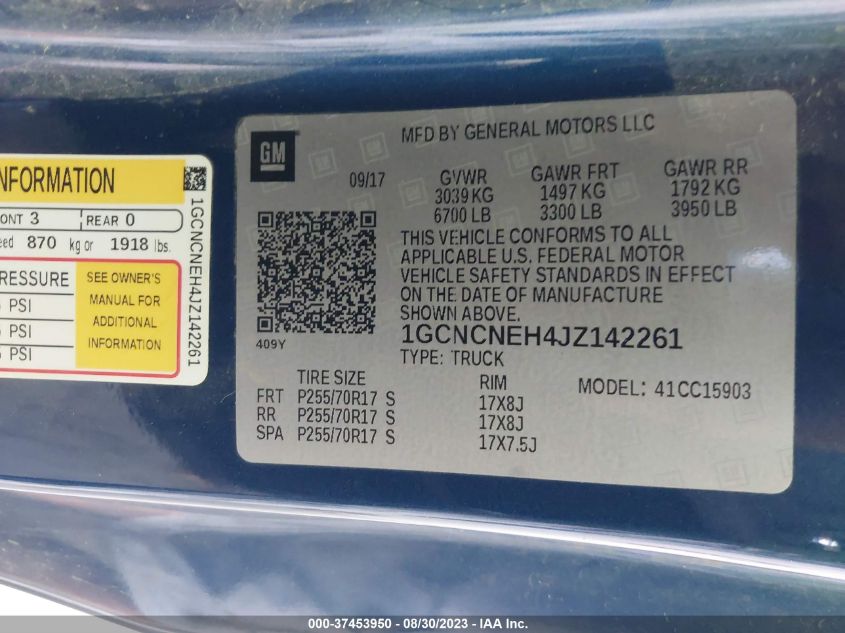 NFORMATION
ONT 3 REAR 0
eed 870 kg or 1918 lbs.
RESSURE
PSI
PSI
PSI
SEE OWNER'S
MANUAL FOR
ADDITIONAL
INFORMATION
1GCNCNEH4JZ142261
GM
MFD BY GENERAL MOTORS LLC
09/17 GVWR GAWR FRT GAWR RR
3039 KG 1497 KG 1792 KG
6700 LB 3300 LB 3950 LB
THIS VEHICLE CONFORMS TO ALL
APPLICABLE U.S. FEDERAL MOTOR
VEHICLE SAFETY STANDARDS IN EFFECT
ON THE DATE OF MANUFACTURE
SHOWN ABOVE.
1GCNCNEH4JZ142261
TYPE: TRUCK
409Y
TIRE SIZE RIM MODEL: 41CC15903
FRT P255/70R17 S 17X8J
RR P255/70R17 S 17X8J
SPA P255/70R17 S 17X7.5J
000-37453950 - 08/30/2023 - IAA Inc.